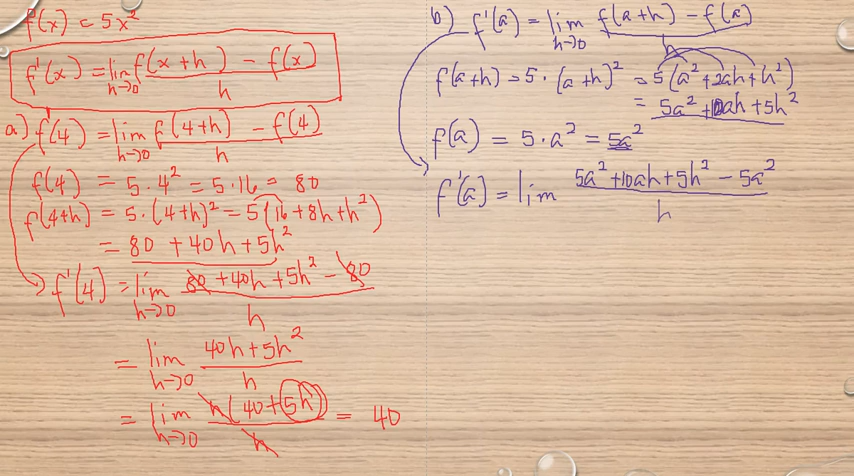 f(x) = 5x²
f'(x) = lim h→0 f(x+h) - f(x) / h
a) f'(4) = lim h→0 f(4+h) - f(4) / h
f(4) = 5·4² = 5·16 = 80
f(4+h) = 5·(4+h)² = 5(16+8h+h²)
= 80 + 40h + 5h²
f'(4) = lim h→0 80 + 40h + 5h² - 80 / h
= lim h→0 40h + 5h² / h
= lim h→0 h(40+5h) / h = 40
b) f'(a) = lim h→0 f(a+h) - f(a) / h
f(a+h) = 5·(a+h)² = 5(a²+2ah+h²)
= 5a²+10ah+5h²
f(a) = 5·a² = 5a²
f'(a) = lim 5a²+10ah+5h² - 5a² / h